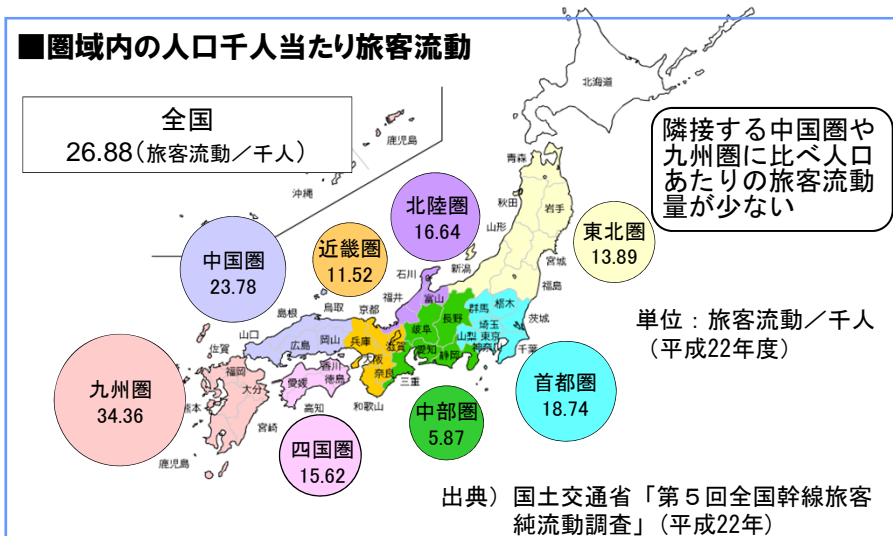 ■圏域内の人口千人当たり旅客流動
全国
26.88(旅客流動／千人)
隣接する中国圏や
九州圏に比べ人口
あたりの旅客流動
量が少ない
北海道
鹿児島
沖縄
青森
秋田
岩手
山形
宮城
福島
新潟
北陸圏
16.64
東北圏
13.89
近畿圏
11.52
中国圏
23.78
石川
富山
福井
群馬
栃木
茨城
長野
埼玉
山梨
東京
神奈川
千葉
岐阜
愛知
静岡
三重
島根
鳥取
京都
山口
広島
岡山
兵庫
滋賀
大阪
奈良
和歌山
香川
徳島
愛媛
高知
佐賀
福岡
大分
熊本
宮崎
鹿児島
単位：旅客流動／千人
（平成22年度）
九州圏
34.36
四国圏
15.62
中部圏
5.87
首都圏
18.74
出典）国土交通省「第５回全国幹線旅客
純流動調査」（平成22年）